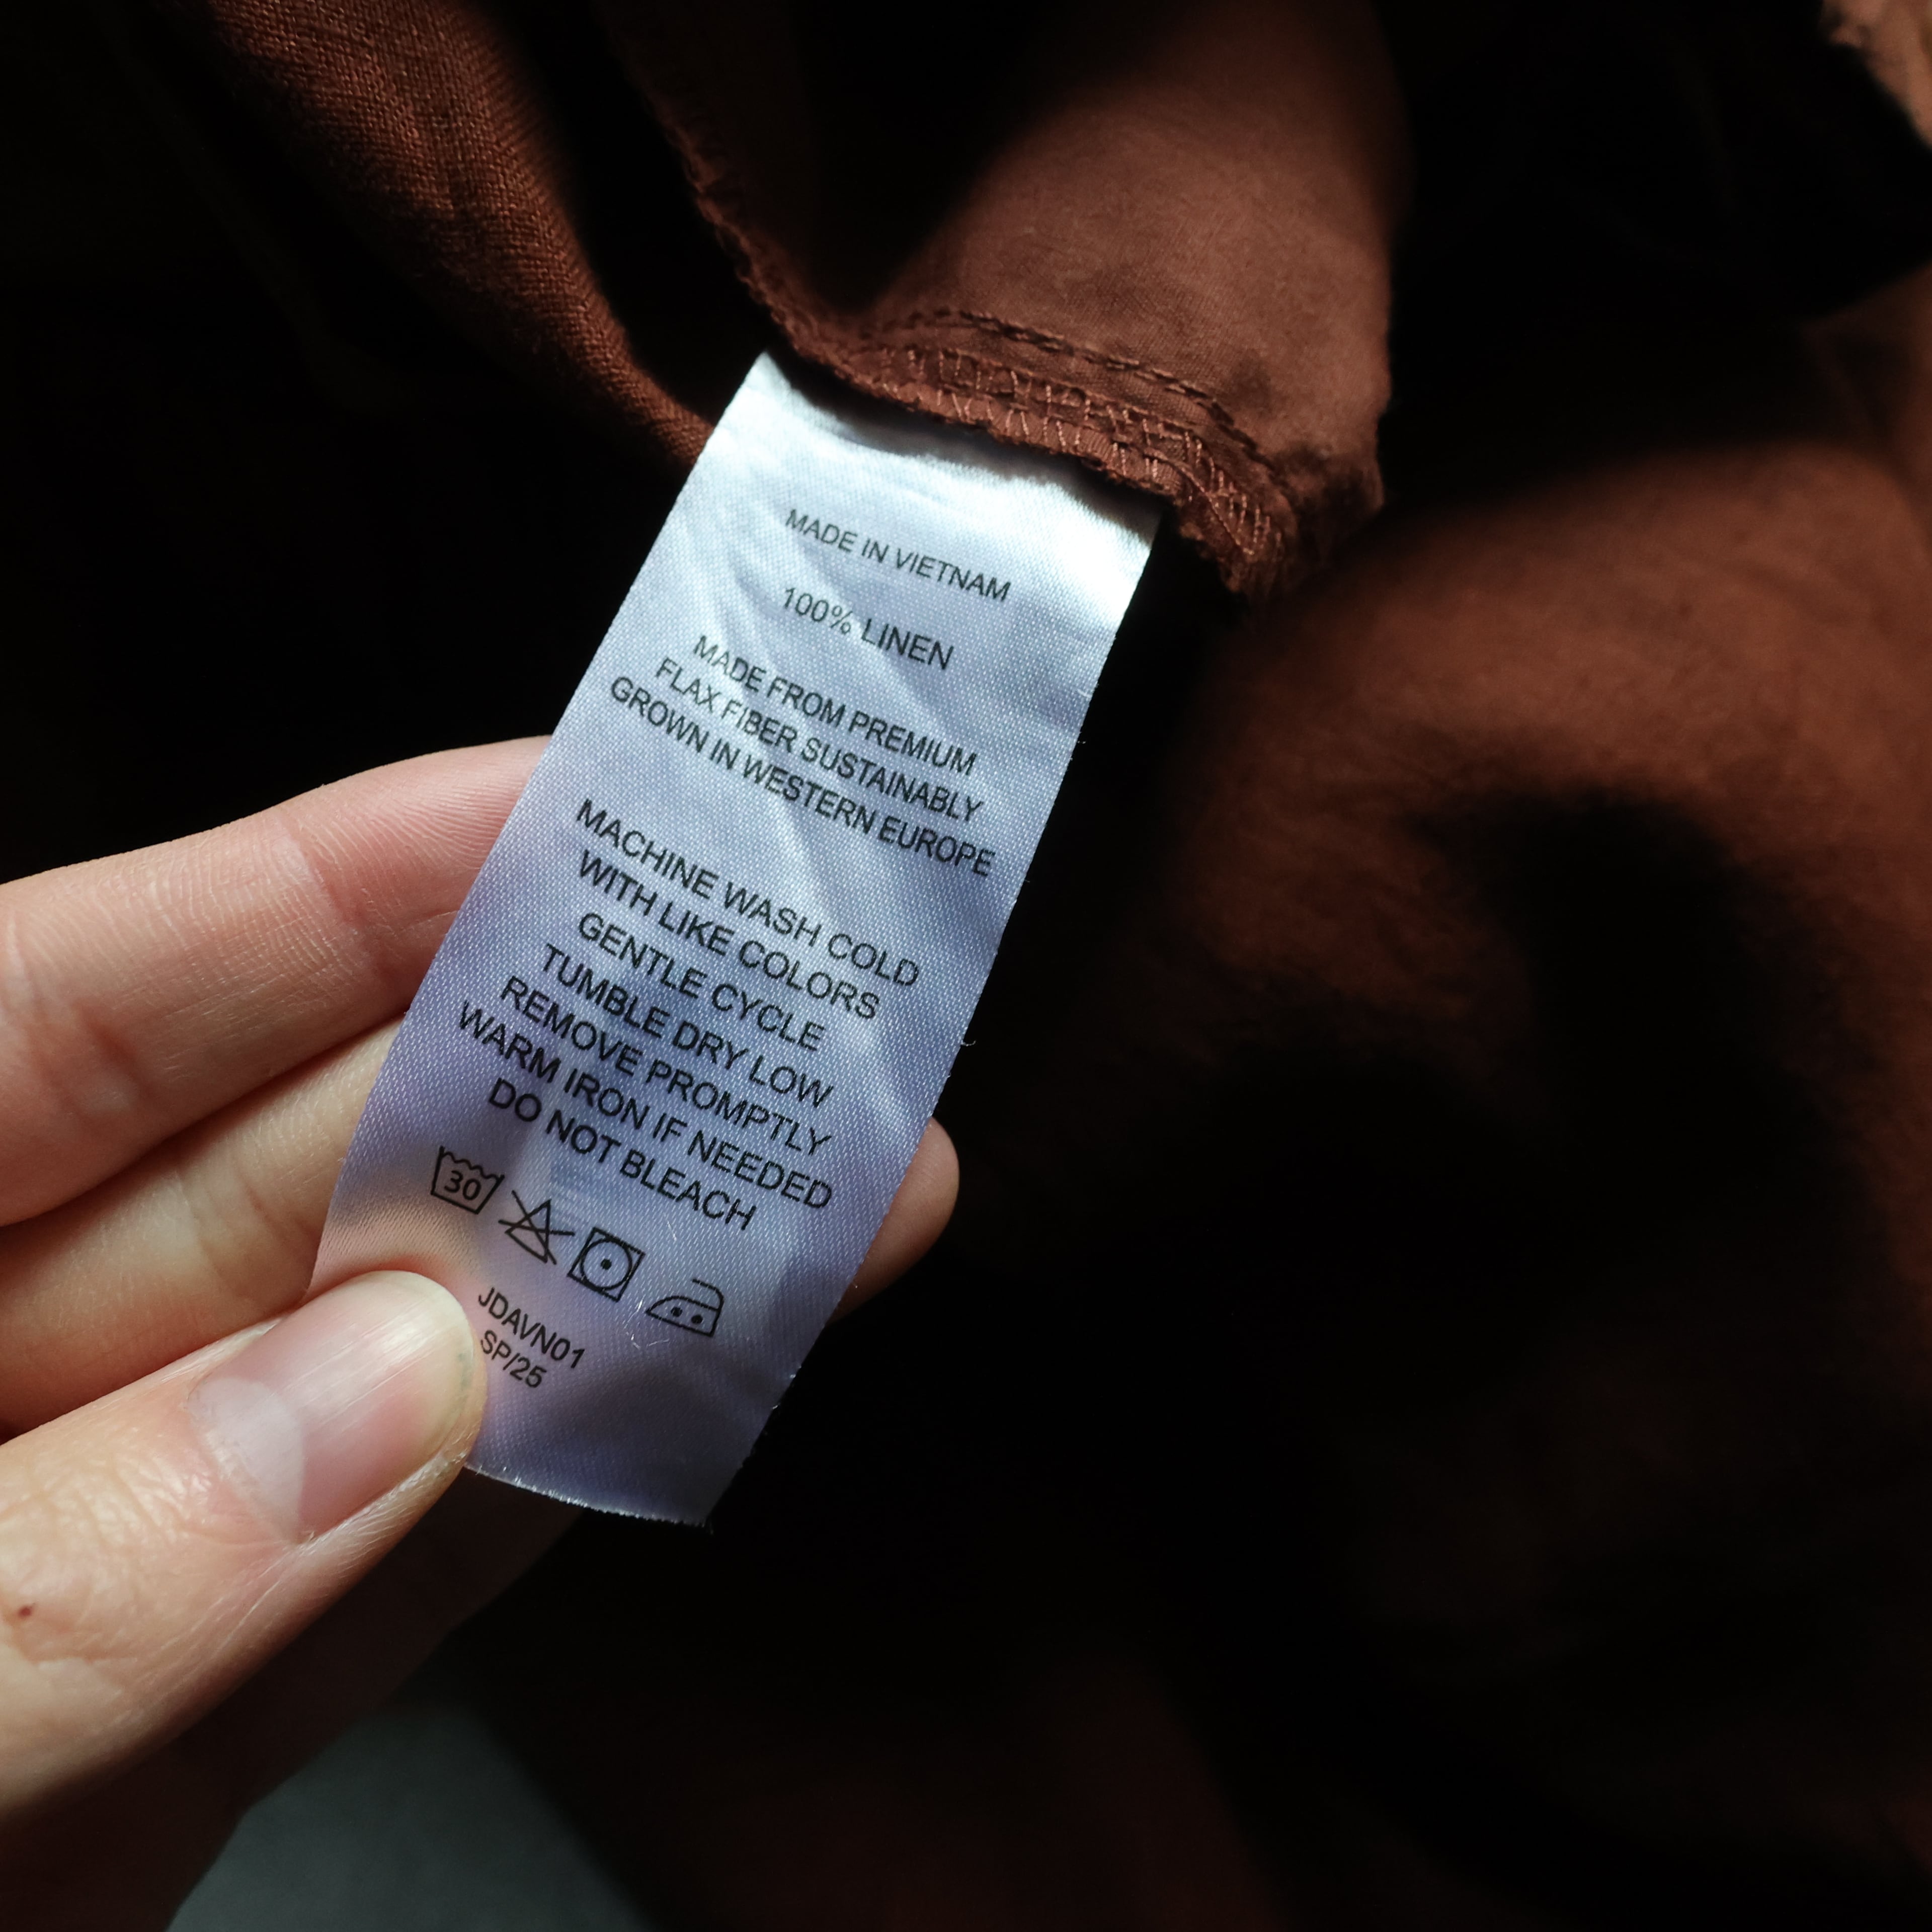 MADE IN VIETNAM
100% LINEN
MADE FROM PREMIUM
FLAX FIBER SUSTAINABLY
GROWN IN WESTERN EUROPE
MACHINE WASH COLD
WITH LIKE COLORS
GENTLE CYCLE
TUMBLE DRY LOW
REMOVE PROMPTLY
WARM IRON IF NEEDED
DO NOT BLEACH
30
JDAVN01
SP/25